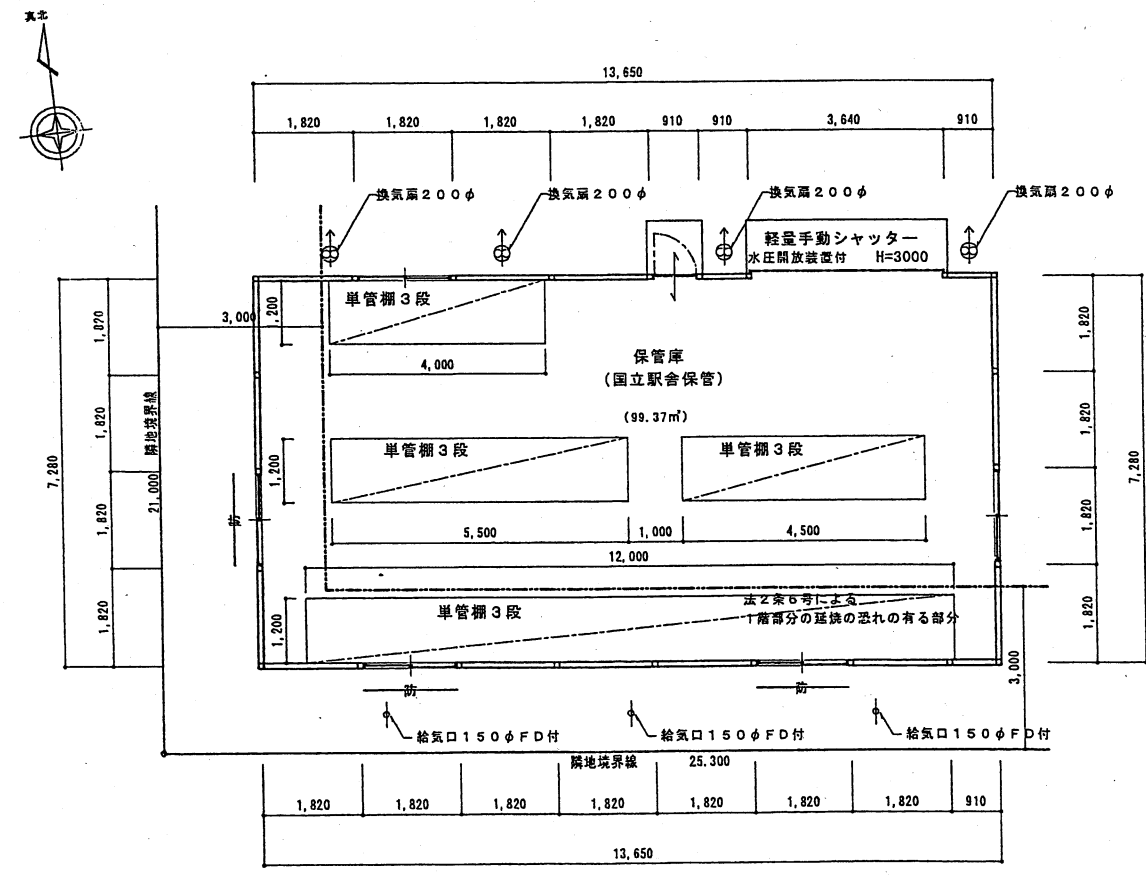 真北
13,650
1,820
1,820
1,820
1,820
910
910
3,640
910
換気扇200φ
換気扇200φ
換気扇200φ
換気扇200φ
軽量手動シャッター
水圧開放装置付 H=3000
単管棚3段
1,200
3,000
4,000
保管庫
(国立駅舎保管)
(99.37㎡)
1,820
1,820
1,820
1,820
7,280
隣地境界線
21,000
1,820
1,820
1,820
1,820
7,280
単管棚3段
単管棚3段
1,200
5,500
1,000
4,500
12,000
防
単管棚3段
1,200
法2条6号による
1階部分の延焼の恐れの有る部分
3,000
防
防
給気口150φFD付
給気口150φFD付
給気口150φFD付
隣地境界線 25.300
1,820
1,820
1,820
1,820
1,820
1,820
1,820
910
13,650